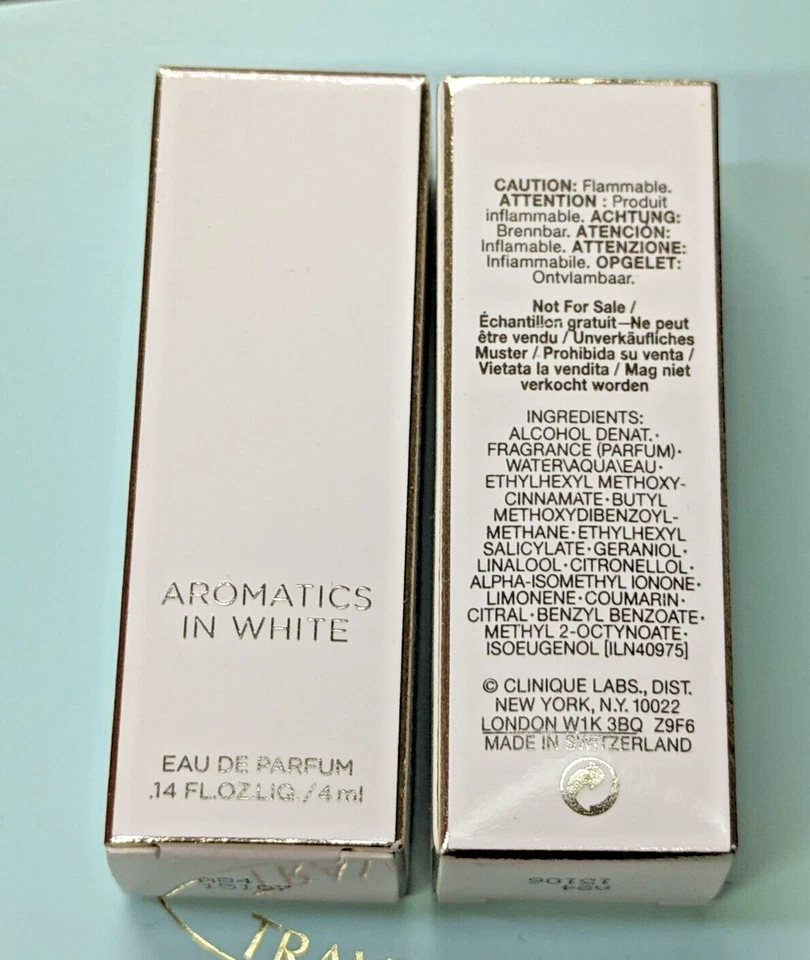 AROMATICS
IN WHITE
EAU DE PARFUM
.14 FL.OZ.LIQ./4ml
CAUTION: Flammable.
ATTENTION : Produit
inflammable. ACHTUNG:
Brennbar. ATENCIÓN:
Inflamable. ATTENZIONE:
Infiammabile. OPGELET:
Ontvlambaar.
Not For Sale /
Échantillon gratuit—Ne peut
être vendu / Unverkäufliches
Muster / Prohibida su venta /
Vietata la vendita / Mag niet
verkocht worden
INGREDIENTS:
ALCOHOL DENAT.·
FRAGRANCE (PARFUM)·
WATER\AQUA\EAU·
ETHYLHEXYL METHOXY-
CINNAMATE·BUTYL
METHOXYDIBENZOYL-
METHANE·ETHYLHEXYL
SALICYLATE·GERANIOL·
LINALOOL·CITRONELLOL·
ALPHA-ISOMETHYL IONONE·
LIMONENE·COUMARIN·
CITRAL·BENZYL BENZOATE·
METHYL 2-OCTYNOATE·
ISOEUGENOL [ILN40975]
© CLINIQUE LABS., DIST.
NEW YORK, N.Y. 10022
LONDON W1K 3BQ Z9F6
MADE IN SWITZERLAND
A84
15106